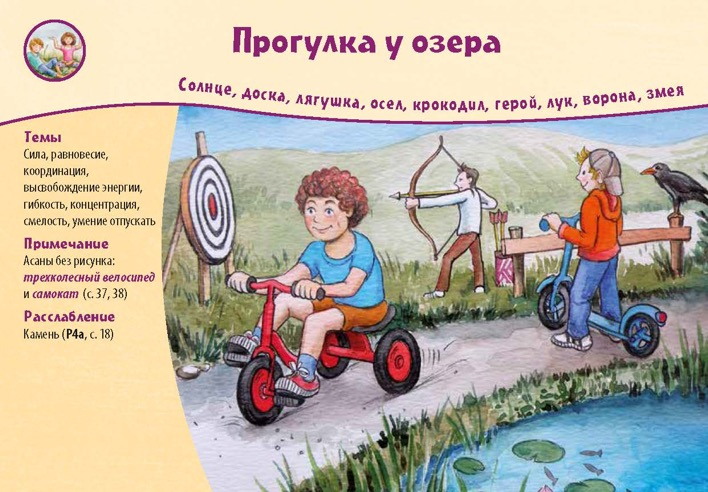 Прогулка у озера
Солнце, доска, лягушка, осел, крокодил, герой, лук, ворона, змея
Темы
Сила, равновесие,
координация,
высвобождение энергии,
гибкость, концентрация,
смелость, умение отпускать
Примечание
Асаны без рисунка:
трехколесный велосипед
и самокат (с. 37, 38)
Расслабление
Камень (P4a, с. 18)